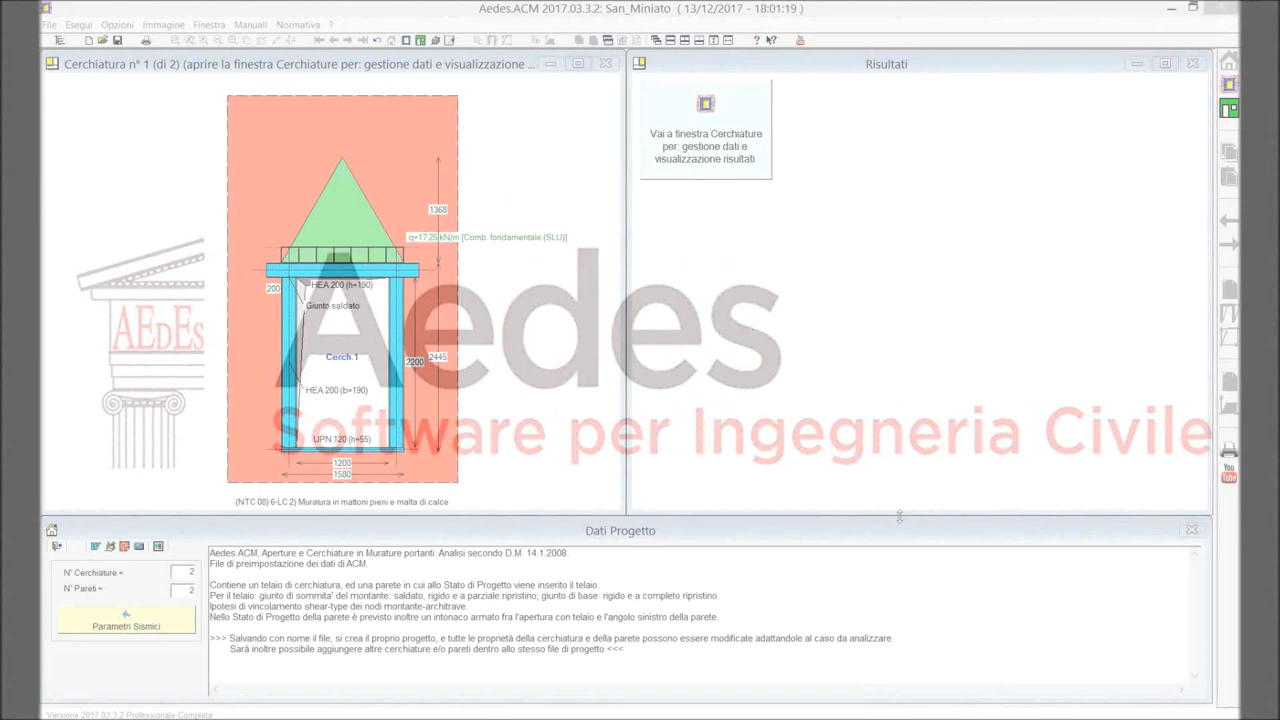 Aedes.ACM 2017.03.3.2: San_Miniato ( 13/12/2017 - 18:01:19 )
File Esegui Opzioni Immagine Finestra Manuali Normativa ?
Cerchiatura n° 1 (di 2) (aprire la finestra Cerchiature per: gestione dati e visualizzazione ...
Risultati
Vai a finestra Cerchiature
per: gestione dati e
visualizzazione risultati
1368
q=17.25 kN/m [Comb. fondamentale (SLU)]
200
HEA 200 (h=190)
Giunto saldato
Cerch.1
2200
2445
HEA 200 (b=190)
UPN 120 (h=55)
1200
1580
(NTC 08) 6-LC 2) Muratura in mattoni pieni e malta di calce
AEDES
Aedes
Software per Ingegneria Civile
You
Tube
Dati Progetto
N° Cerchiature = 2
N° Pareti = 2
Parametri Sismici
Aedes.ACM, Aperture e Cerchiature in Murature portanti. Analisi secondo D.M. 14.1.2008.
File di preimpostazione dei dati di ACM.
Contiene un telaio di cerchiatura, ed una parete in cui allo Stato di Progetto viene inserito il telaio.
Per il telaio: giunto di sommita' del montante: saldato, rigido e a parziale ripristino; giunto di base: rigido e a completo ripristino.
Ipotesi di vincolamento shear-type dei nodi montante-architrave.
Nello Stato di Progetto della parete è previsto inoltre un intonaco armato fra l'apertura con telaio e l'angolo sinistro della parete.
>>> Salvando con nome il file, si crea il proprio progetto, e tutte le proprietà della cerchiatura e della parete possono essere modificate adattandole al caso da analizzare.
Sarà inoltre possibile aggiungere altre cerchiature e/o pareti dentro allo stesso file di progetto <<<
Versione 2017.03.3.2 Professionale Completa